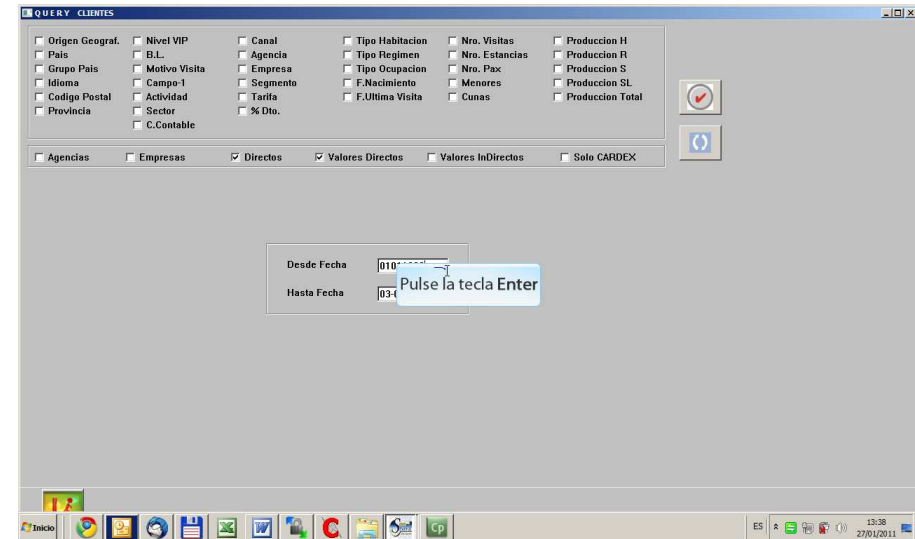 QUERY CLIENTES
Origen Geograf. Nivel VIP Canal Tipo Habitacion Nro. Visitas Produccion H
Pais B.L. Agencia Tipo Regimen Nro. Estancias Produccion R
Grupo Pais Motivo Visita Empresa Tipo Ocupacion Nro. Pax Produccion S
Idioma Campo-1 Segmento F.Nacimiento Menores Produccion SL
Codigo Postal Actividad Tarifa F.Ultima Visita Cunas Produccion Total
Provincia Sector % Dto.
C.Contable
Agencias Empresas Directos Valores Directos Valores InDirectos Solo CARDEX
Desde Fecha
Pulse la tecla Enter
Hasta Fecha
Inicio ES 13:38
27/01/2011